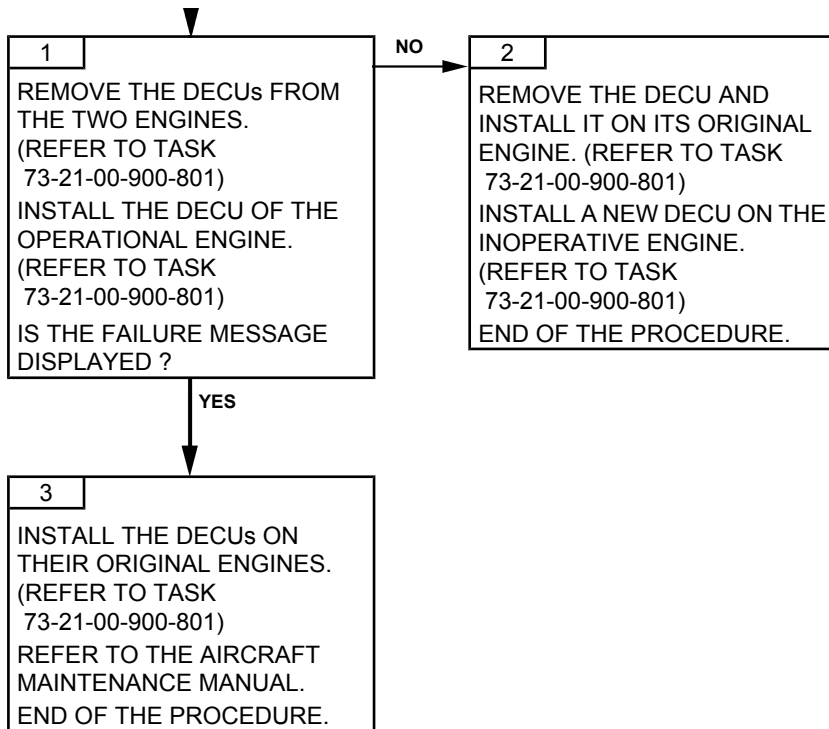 1
REMOVE THE DECUs FROM
THE TWO ENGINES.
(REFER TO TASK
73-21-00-900-801)
INSTALL THE DECU OF THE
OPERATIONAL ENGINE.
(REFER TO TASK
73-21-00-900-801)
IS THE FAILURE MESSAGE
DISPLAYED ?
NO
2
REMOVE THE DECU AND
INSTALL IT ON ITS ORIGINAL
ENGINE. (REFER TO TASK
73-21-00-900-801)
INSTALL A NEW DECU ON THE
INOPERATIVE ENGINE.
(REFER TO TASK
73-21-00-900-801)
END OF THE PROCEDURE.
YES
3
INSTALL THE DECUs ON
THEIR ORIGINAL ENGINES.
(REFER TO TASK
73-21-00-900-801)
REFER TO THE AIRCRAFT
MAINTENANCE MANUAL.
END OF THE PROCEDURE.